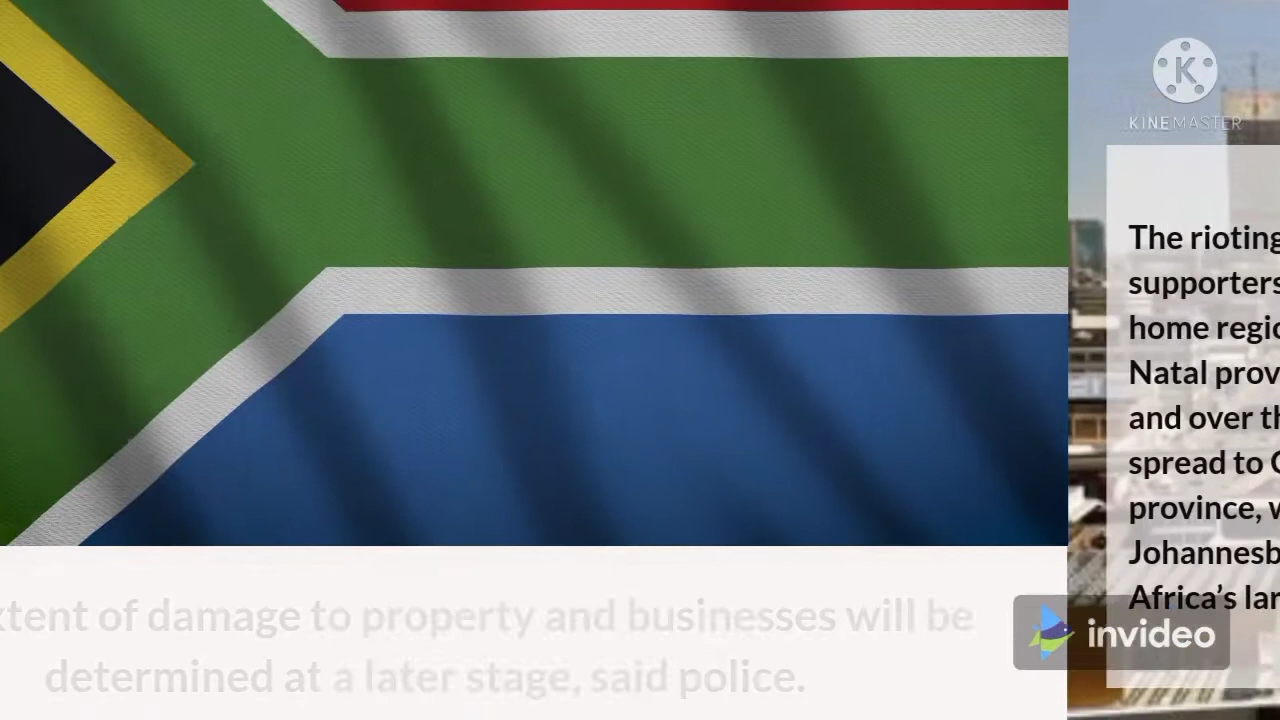 KINEMASTER
The rioting
supporters
home regio
Natal prov
and over th
spread to
province,
Johannesb
Africa's lar
xtent of damage to property and businesses will be
determined at a later stage, said police.
invideo